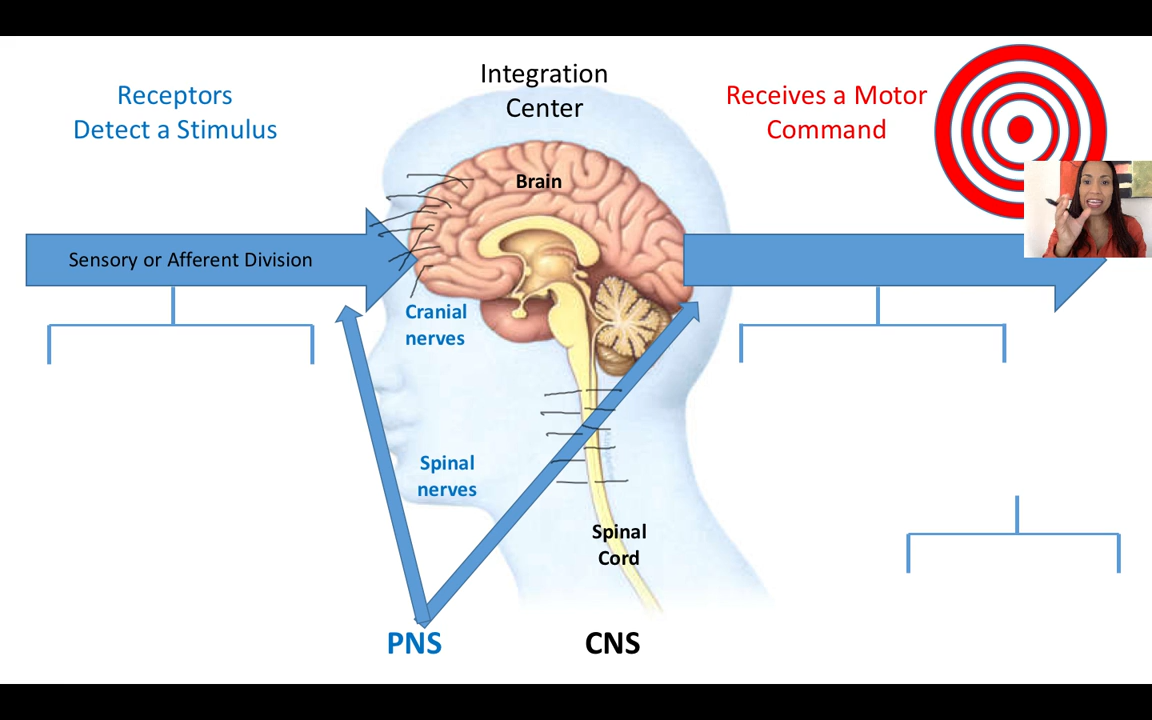 Receptors
Detect a Stimulus
Integration
Center
Receives a Motor
Command
Brain
Sensory or Afferent Division
Cranial
nerves
Spinal
nerves
Spinal
Cord
PNS
CNS